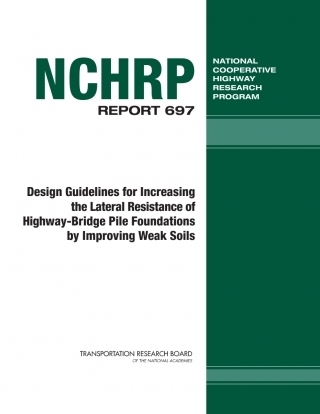 NCHRP
REPORT 697
NATIONAL
COOPERATIVE
HIGHWAY
RESEARCH
PROGRAM
Design Guidelines for Increasing
the Lateral Resistance of
Highway-Bridge Pile Foundations
by Improving Weak Soils
TRANSPORTATION RESEARCH BOARD
OF THE NATIONAL ACADEMIES